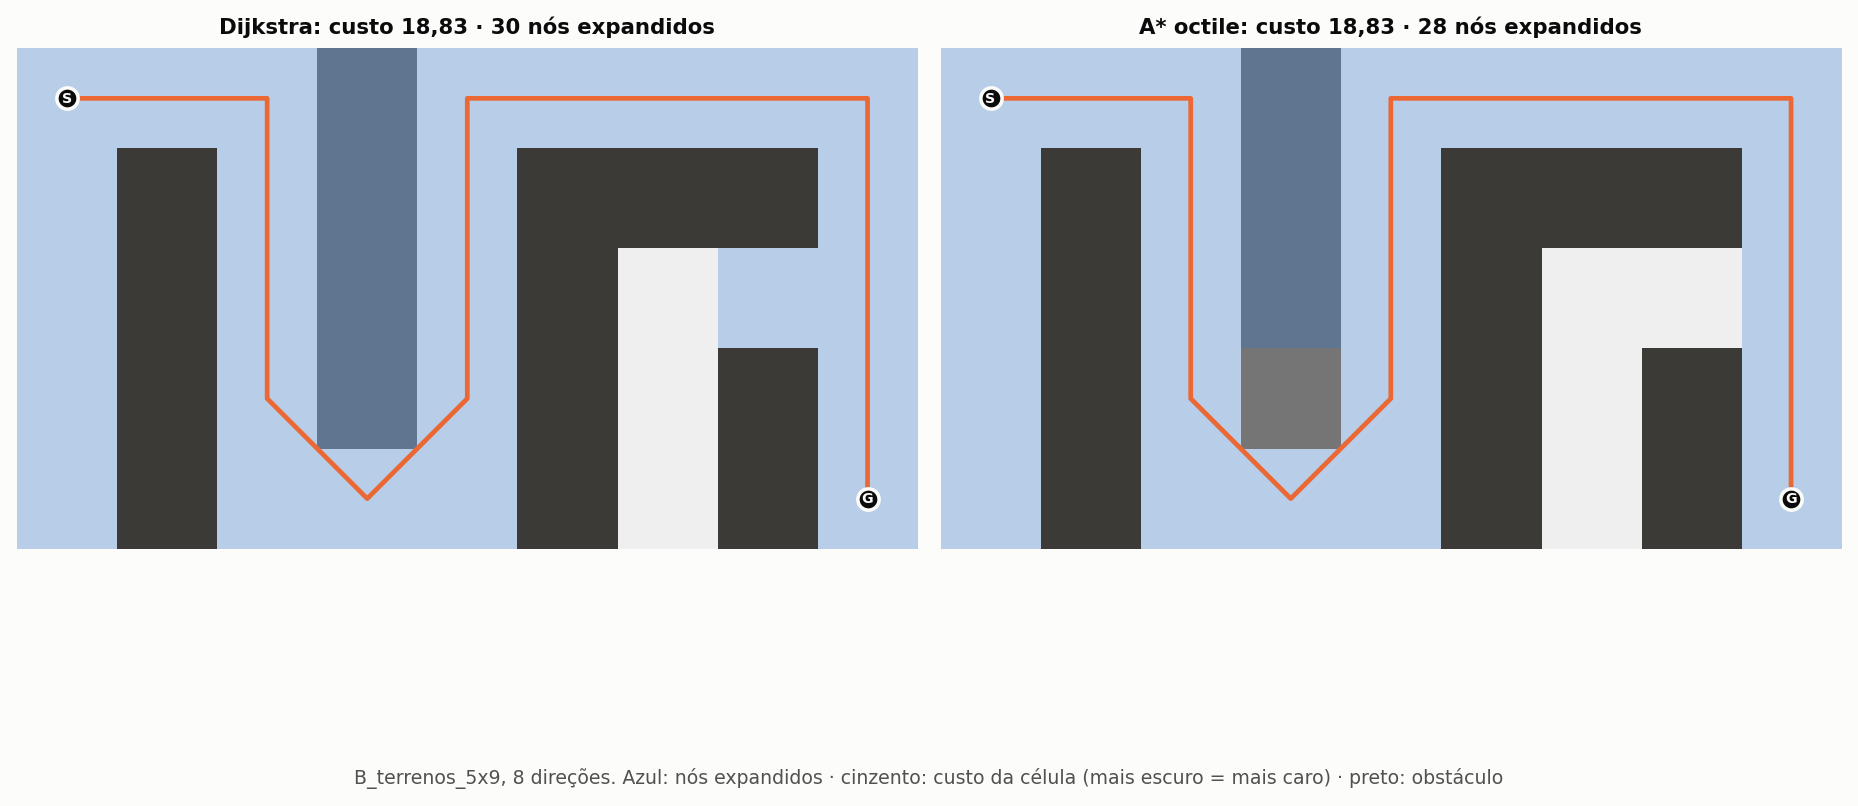 Dijkstra: custo 18,83 · 30 nós expandidos
A* octile: custo 18,83 · 28 nós expandidos
S
G
S
G
B_terrenos_5x9, 8 direções. Azul: nós expandidos · cinzento: custo da célula (mais escuro = mais caro) · preto: obstáculo